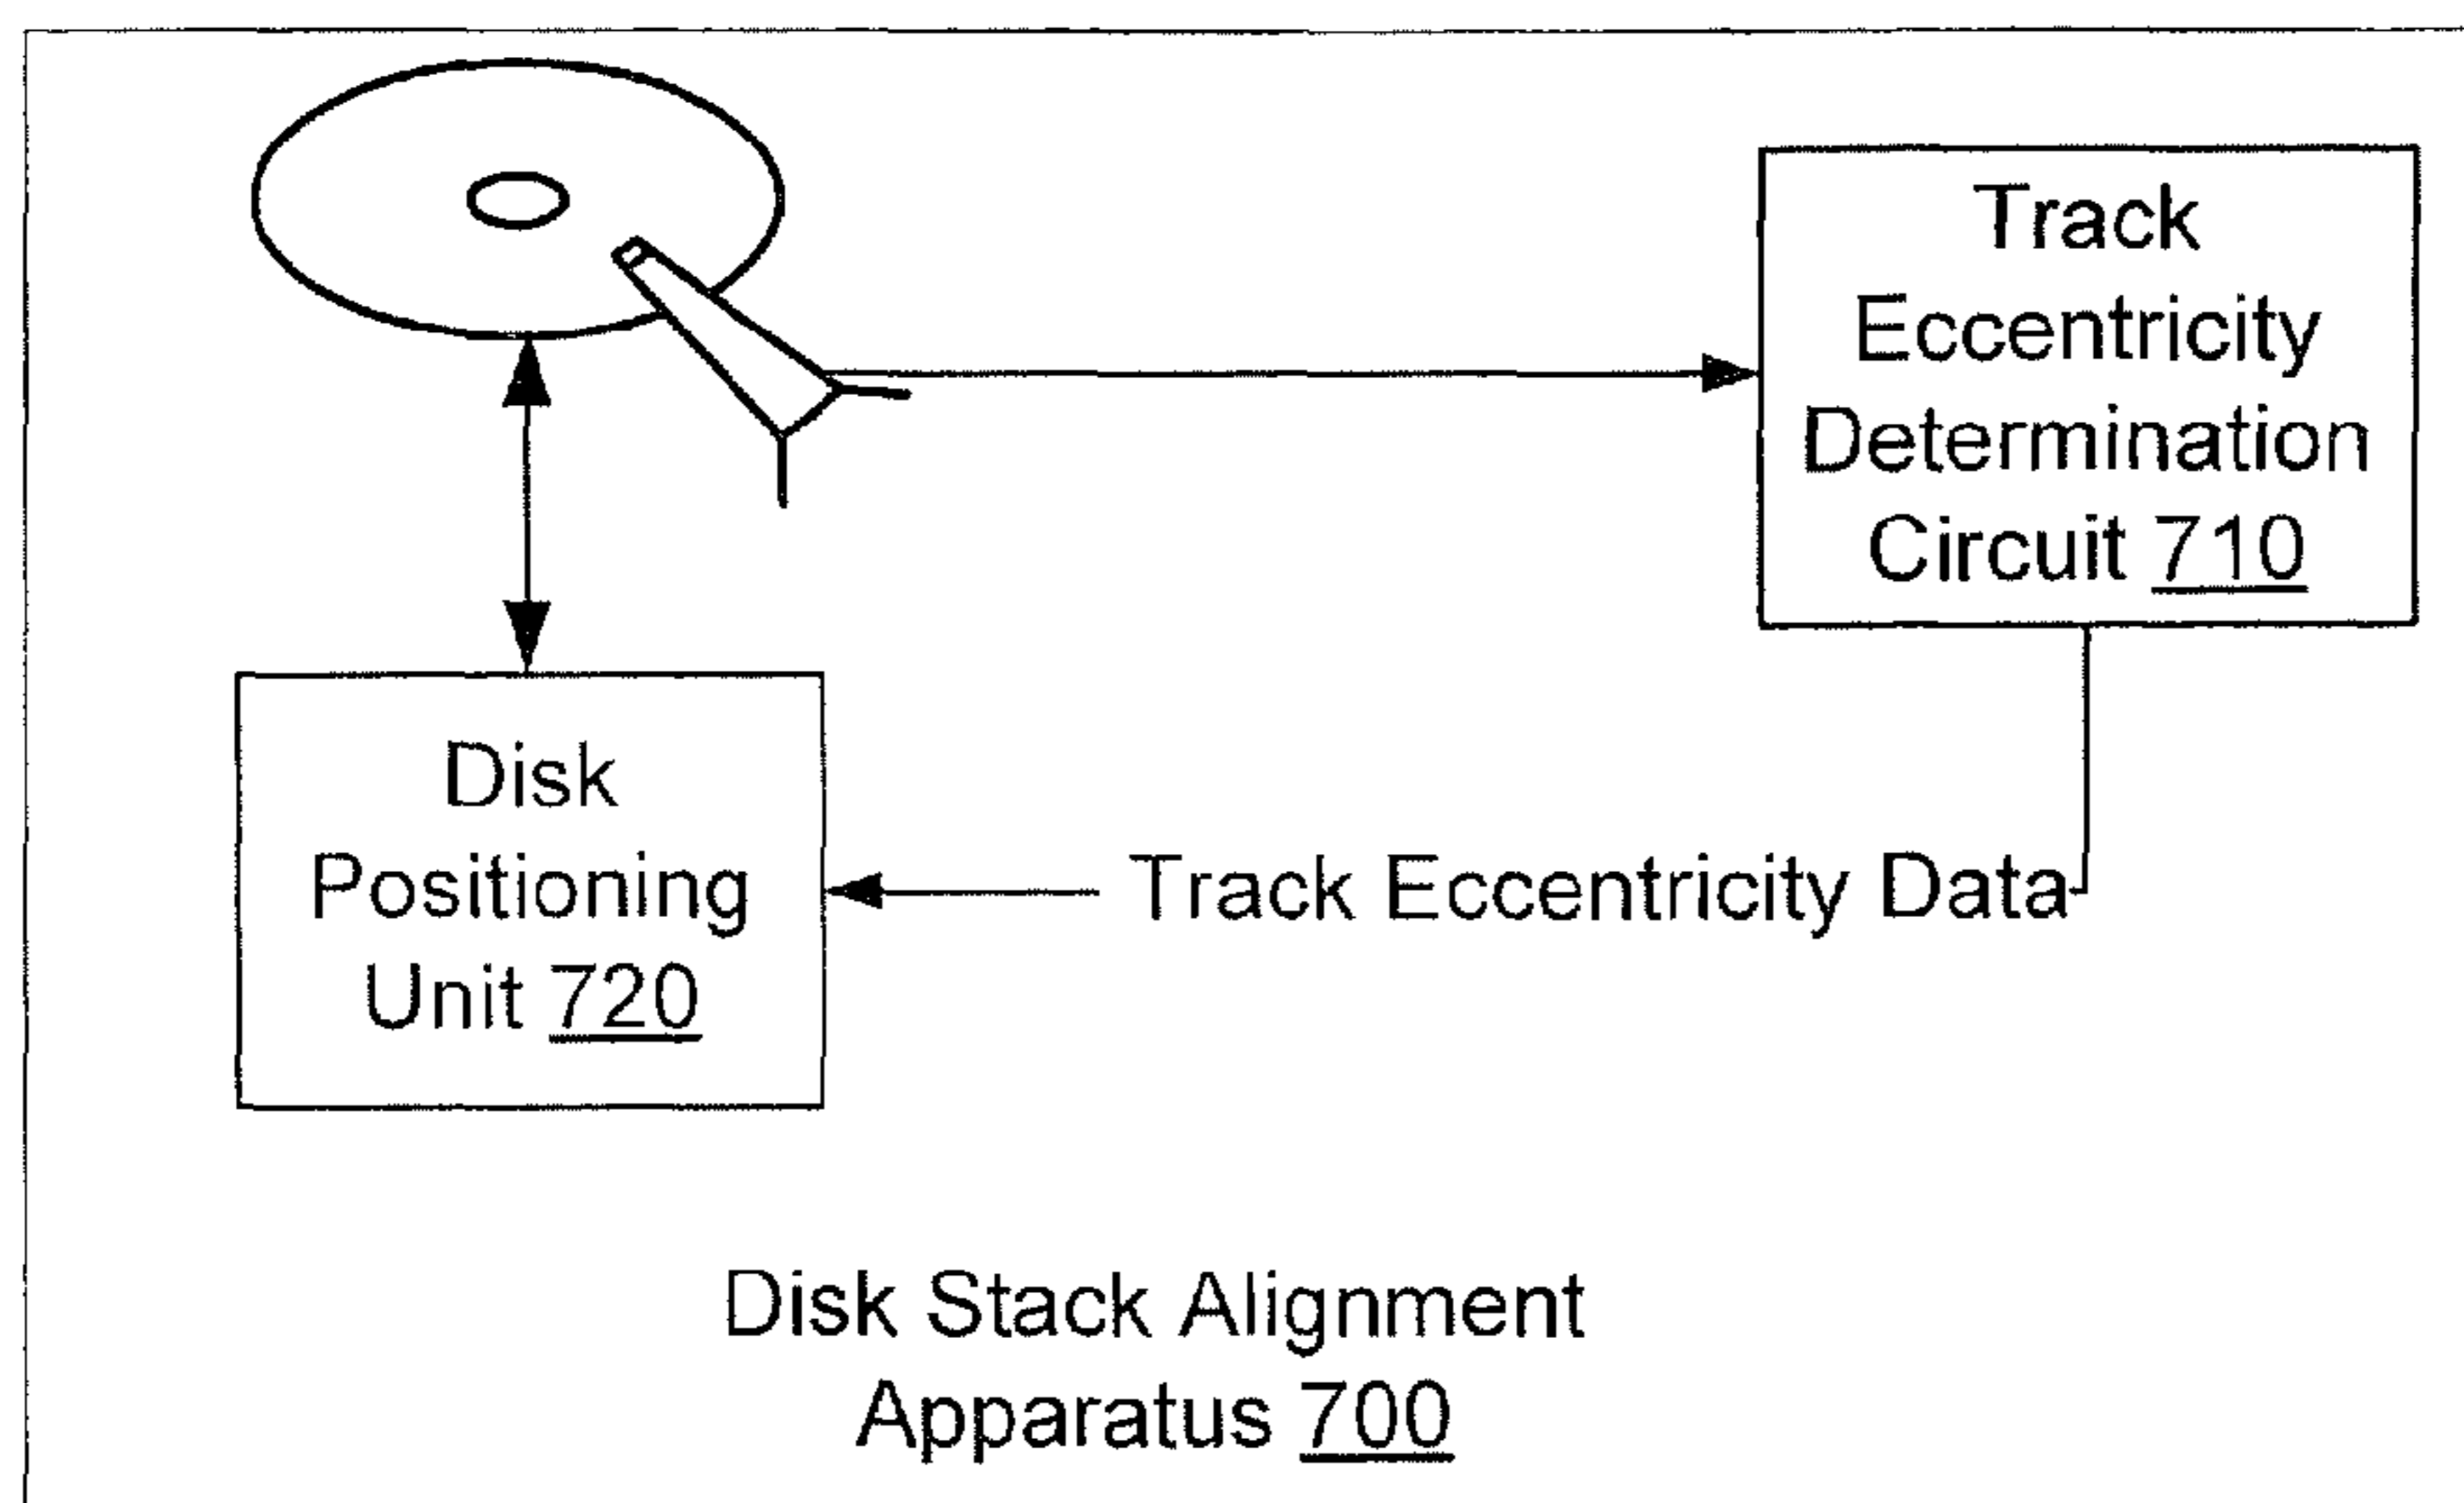 Track
Eccentricity
Determination
Circuit 710
Disk
Positioning
Unit 720
Track Eccentricity Data
Disk Stack Alignment
Apparatus 700